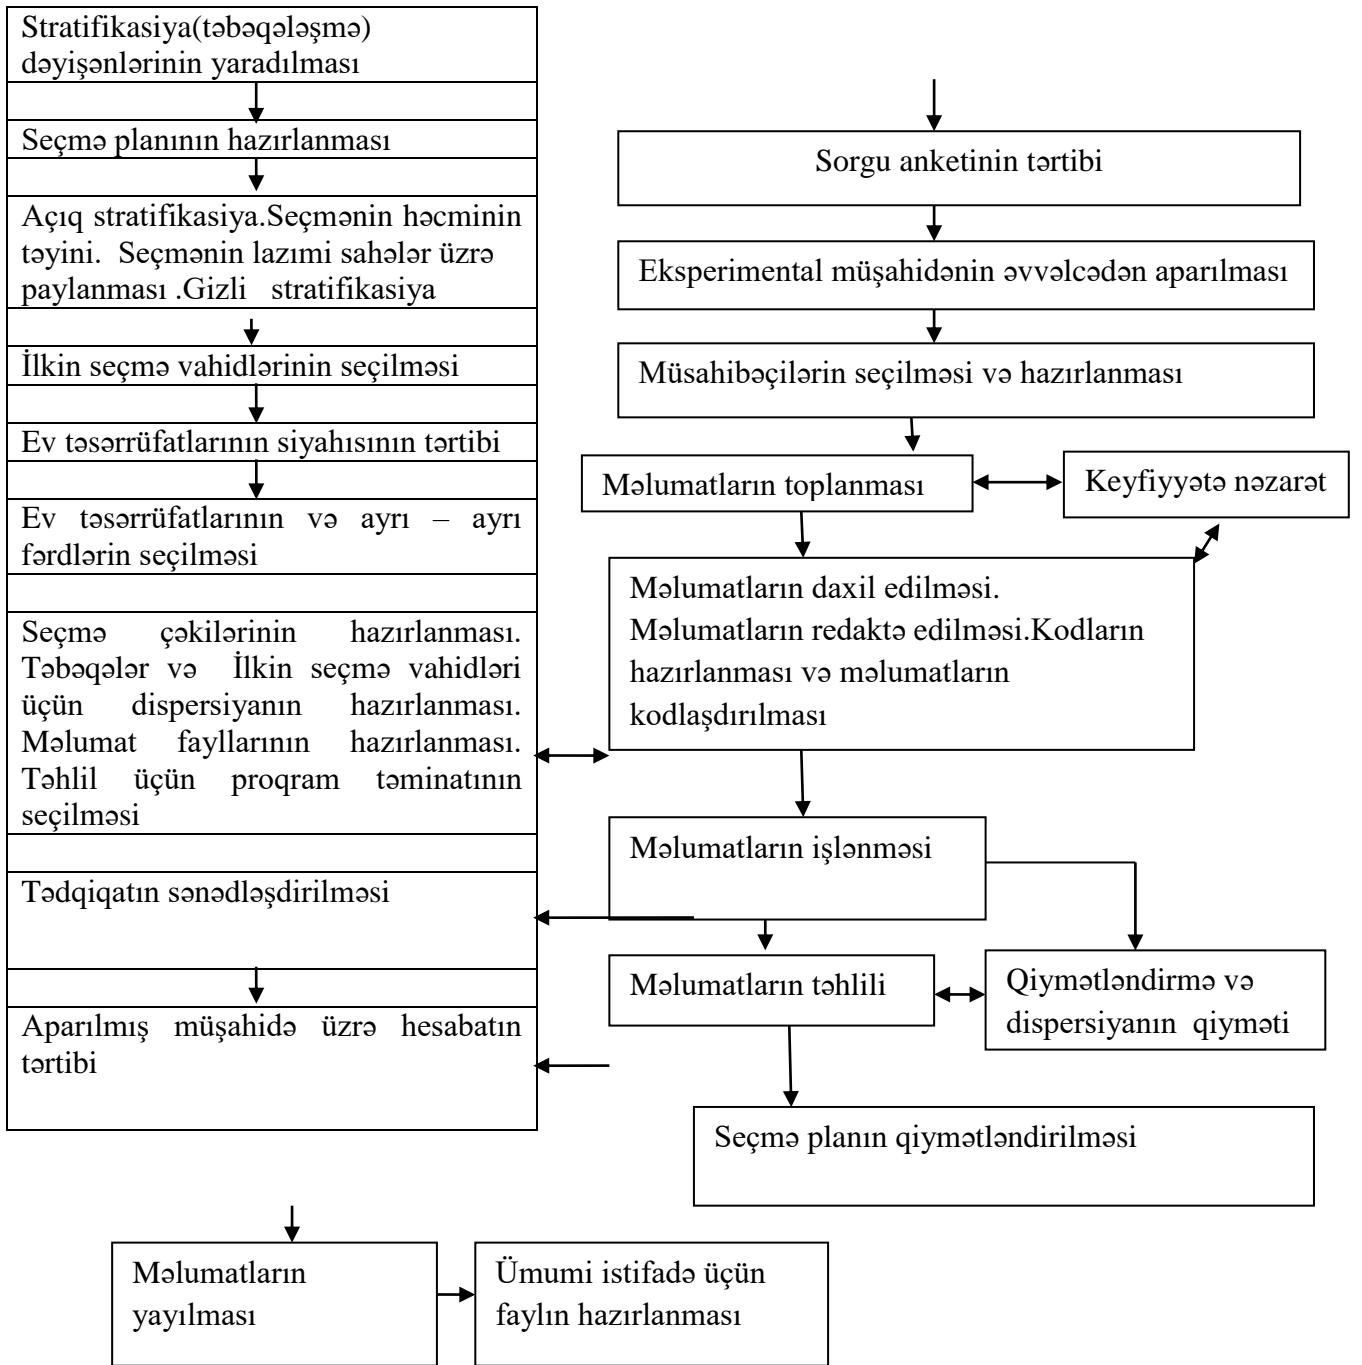 Stratifikasiya(təbəqələşmə)
dəyişənlərinin yaradılması
Seçmə planının hazırlanması
Açıq stratifikasiya.Seçmənin həcminin
təyini. Seçmənin lazımi sahələr üzrə
paylanması .Gizli stratifikasiya
İlkin seçmə vahidlərinin seçilməsi
Ev təsərrüfatlarının siyahısının tərtibi
Ev təsərrüfatlarının və ayrı – ayrı
fərdlərin seçilməsi
Seçmə çəkilərinin hazırlanması.
Təbəqələr və İlkin seçmə vahidləri
üçün dispersiyanın hazırlanması.
Məlumat fayllarının hazırlanması.
Təhlil üçün proqram təminatının
seçilməsi
Tədqiqatın sənədləşdirilməsi
Aparılmış müşahidə üzrə hesabatın
tərtibi
Sorgu anketinin tərtibi
Eksperimental müşahidənin əvvəlcədən aparılması
Müsahibəçilərin seçilməsi və hazırlanması
Məlumatların toplanması
Keyfiyyətə nəzarət
Məlumatların daxil edilməsi.
Məlumatların redaktə edilməsi.Kodların
hazırlanması və məlumatların
kodlaşdırılması
Məlumatların işlənməsi
Məlumatların təhlili
Qiymətləndirmə və
dispersiyanın qiyməti
Seçmə planın qiymətləndirilməsi
Məlumatların
yayılması
Ümumi istifadə üçün
faylın hazırlanması